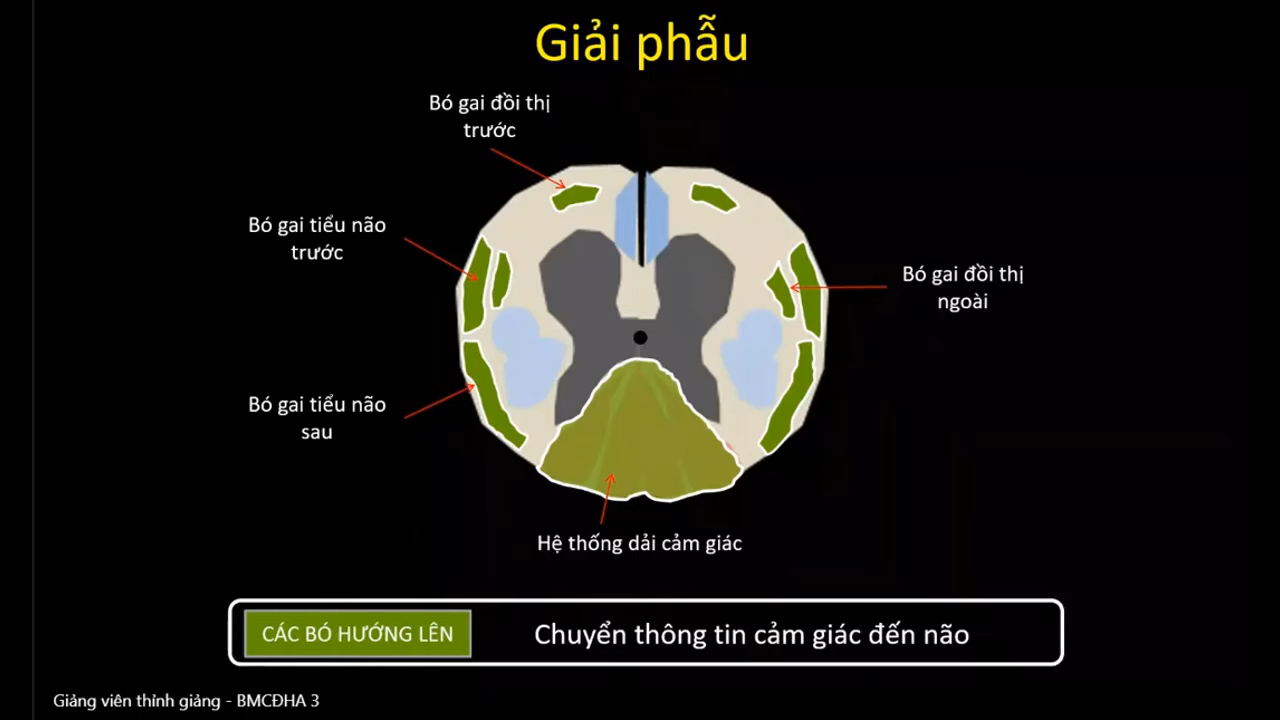 Giải phẫu
Bó gai đồi thị
trước
Bó gai tiểu não
trước
Bó gai đồi thị
ngoài
Bó gai tiểu não
sau
Hệ thống dải cảm giác
CÁC BÓ HƯỚNG LÊN
Chuyển thông tin cảm giác đến não
Giảng viên thỉnh giảng - BMCĐHA 3